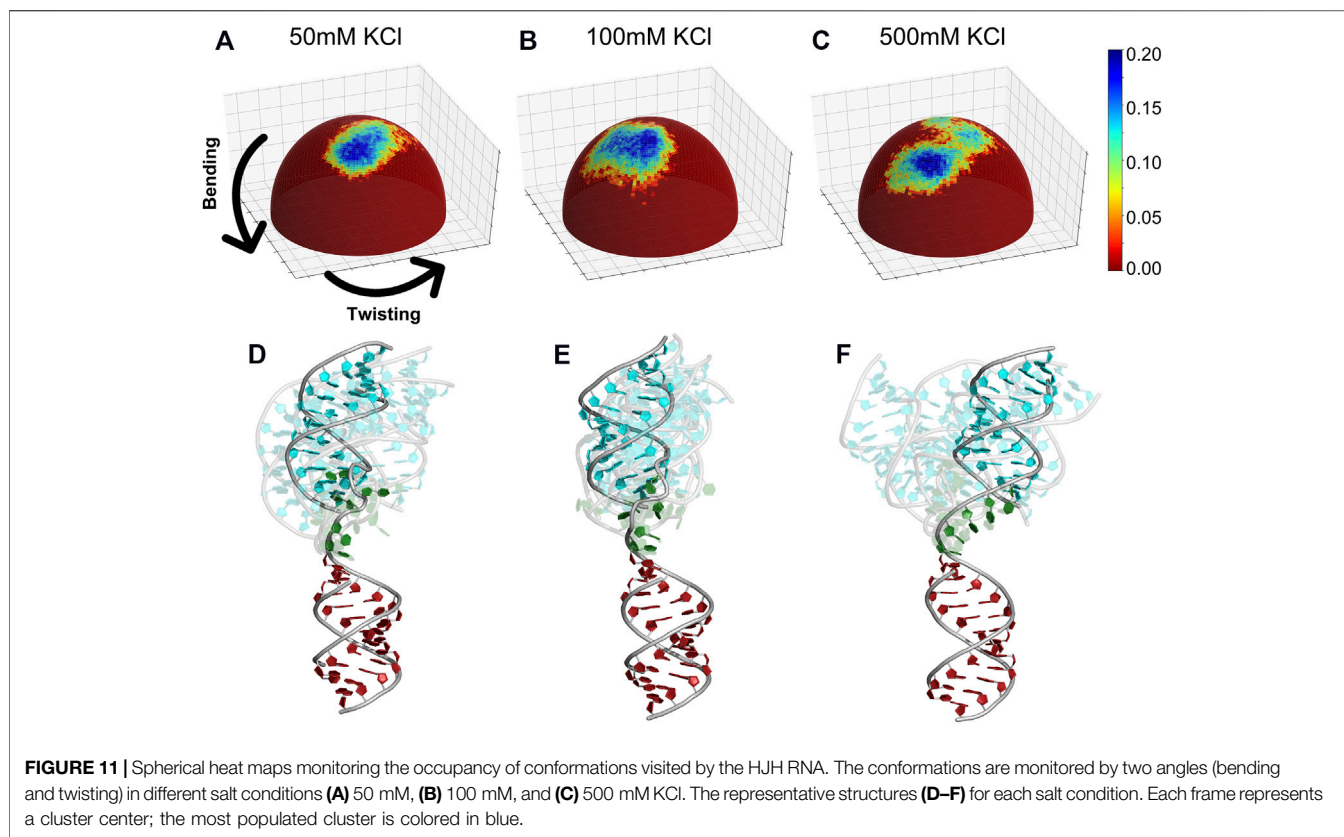 A 50mM KCl
B 100mM KCl
C 500mM KCl
0.20
0.15
0.10
0.05
0.00
Bending
Twisting
D
E
F
FIGURE 11 | Spherical heat maps monitoring the occupancy of conformations visited by the HJH RNA. The conformations are monitored by two angles (bending
and twisting) in different salt conditions (A) 50 mM, (B) 100 mM, and (C) 500 mM KCl. The representative structures (D–F) for each salt condition. Each frame represents
a cluster center; the most populated cluster is colored in blue.